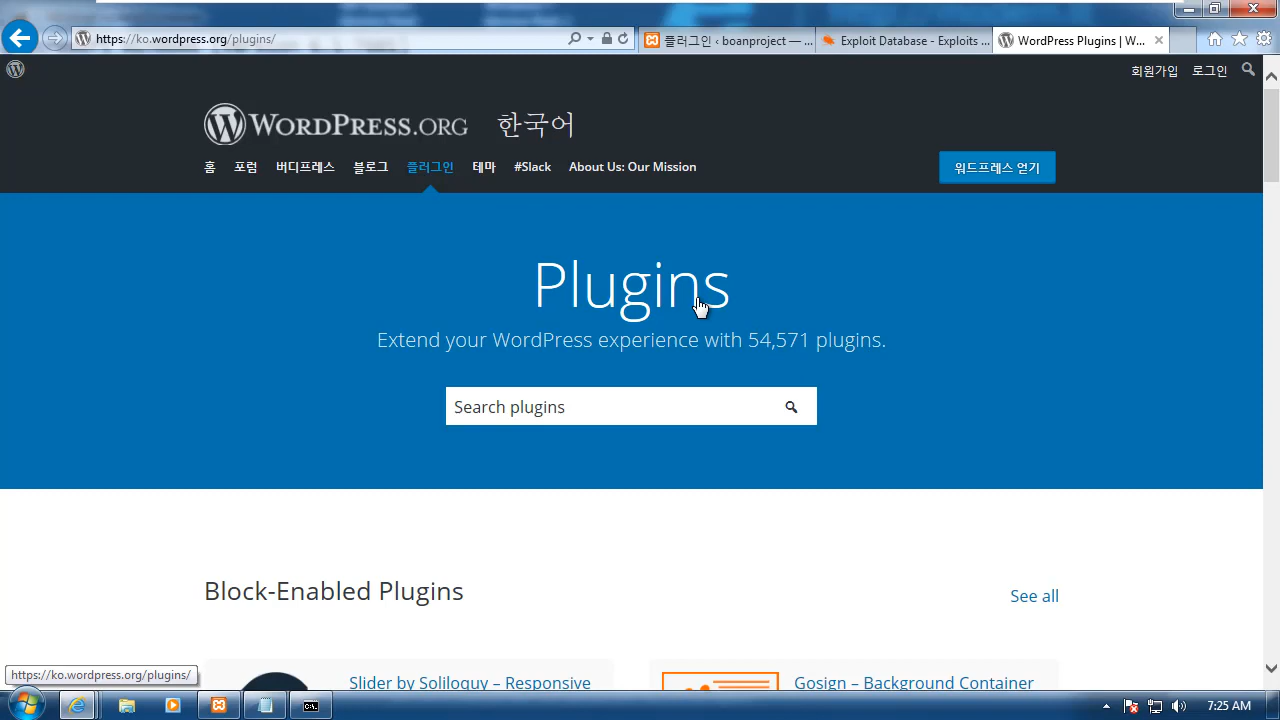 https://ko.wordpress.org/plugins/
플러그인 ‹ boanproject — ...
Exploit Database - Exploits ...
WordPress Plugins | W...
회원가입 로그인
WORDPRESS.ORG 한국어
홈 포럼 버디프레스 블로그 플러그인 테마 #Slack About Us: Our Mission
워드프레스 얻기
Plugins
Extend your WordPress experience with 54,571 plugins.
Search plugins
Block-Enabled Plugins
See all
Slider by Soliloquy – Responsive
Gosign – Background Container
https://ko.wordpress.org/plugins/
7:25 AM